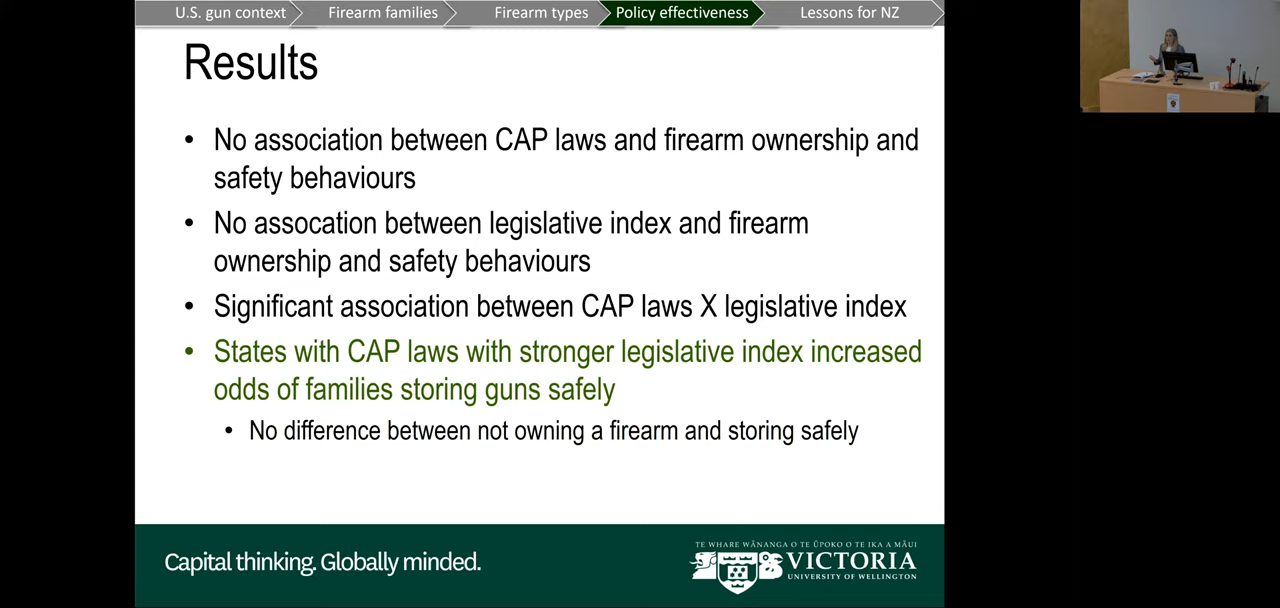 U.S. gun context
Firearm families
Firearm types
Policy effectiveness
Lessons for NZ
Results
• No association between CAP laws and firearm ownership and
safety behaviours
• No assocation between legislative index and firearm
ownership and safety behaviours
• Significant association between CAP laws X legislative index
• States with CAP laws with stronger legislative index increased
odds of families storing guns safely
• No difference between not owning a firearm and storing safely
Capital thinking. Globally minded.
TE WHARE WĀNANGA O TE ŪPOKO O TE IKA A MĀUI
VICTORIA
UNIVERSITY OF WELLINGTON